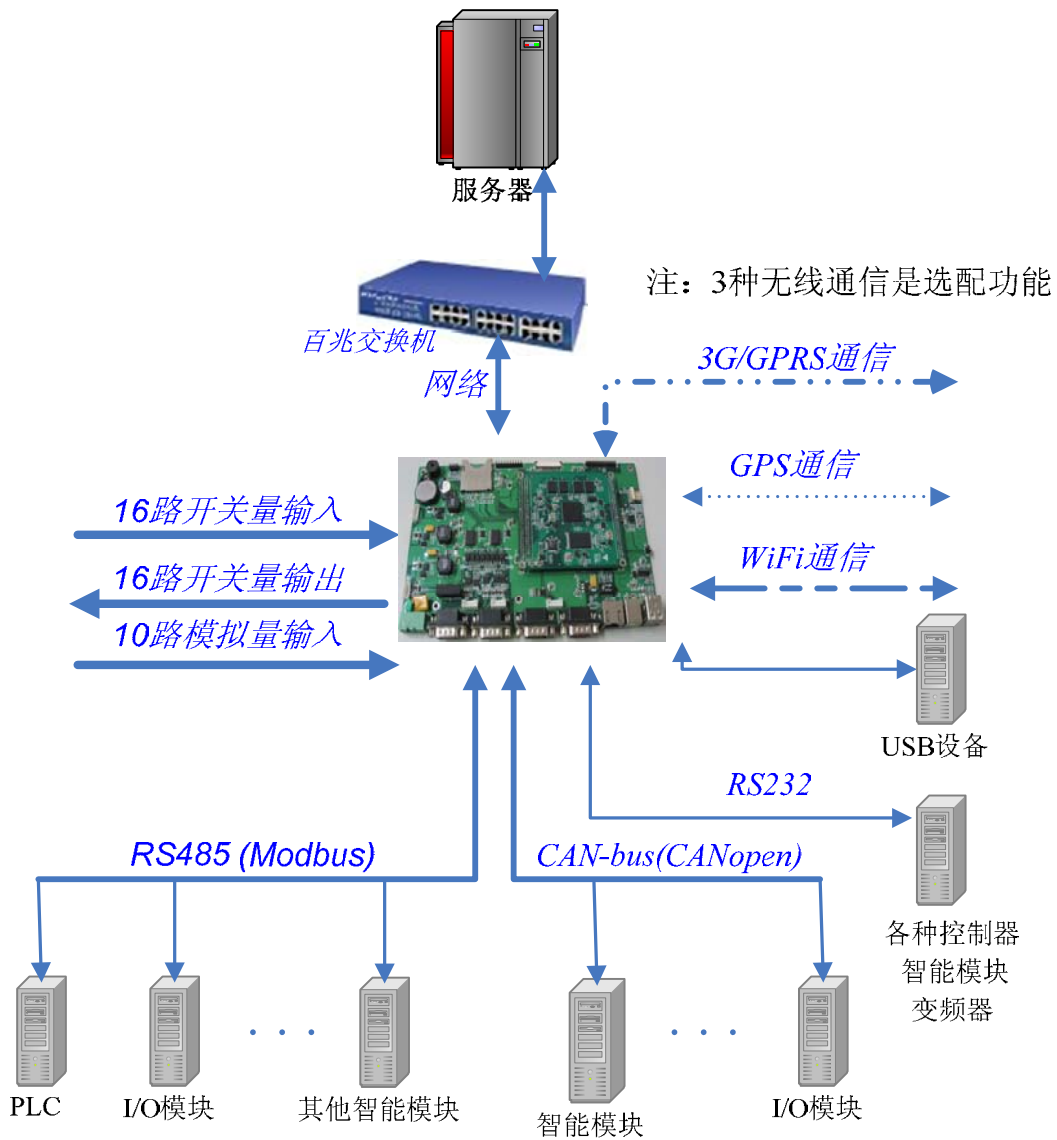 服务器
注：3种无线通信是选配功能
百兆交换机
网络
3G/GPRS通信
GPS通信
WiFi通信
16路开关量输入
16路开关量输出
10路模拟量输入
USB设备
RS232
RS485 (Modbus)
CAN-bus(CANopen)
各种控制器
智能模块
变频器
PLC
I/O模块
· · ·
其他智能模块
智能模块
· · ·
I/O模块